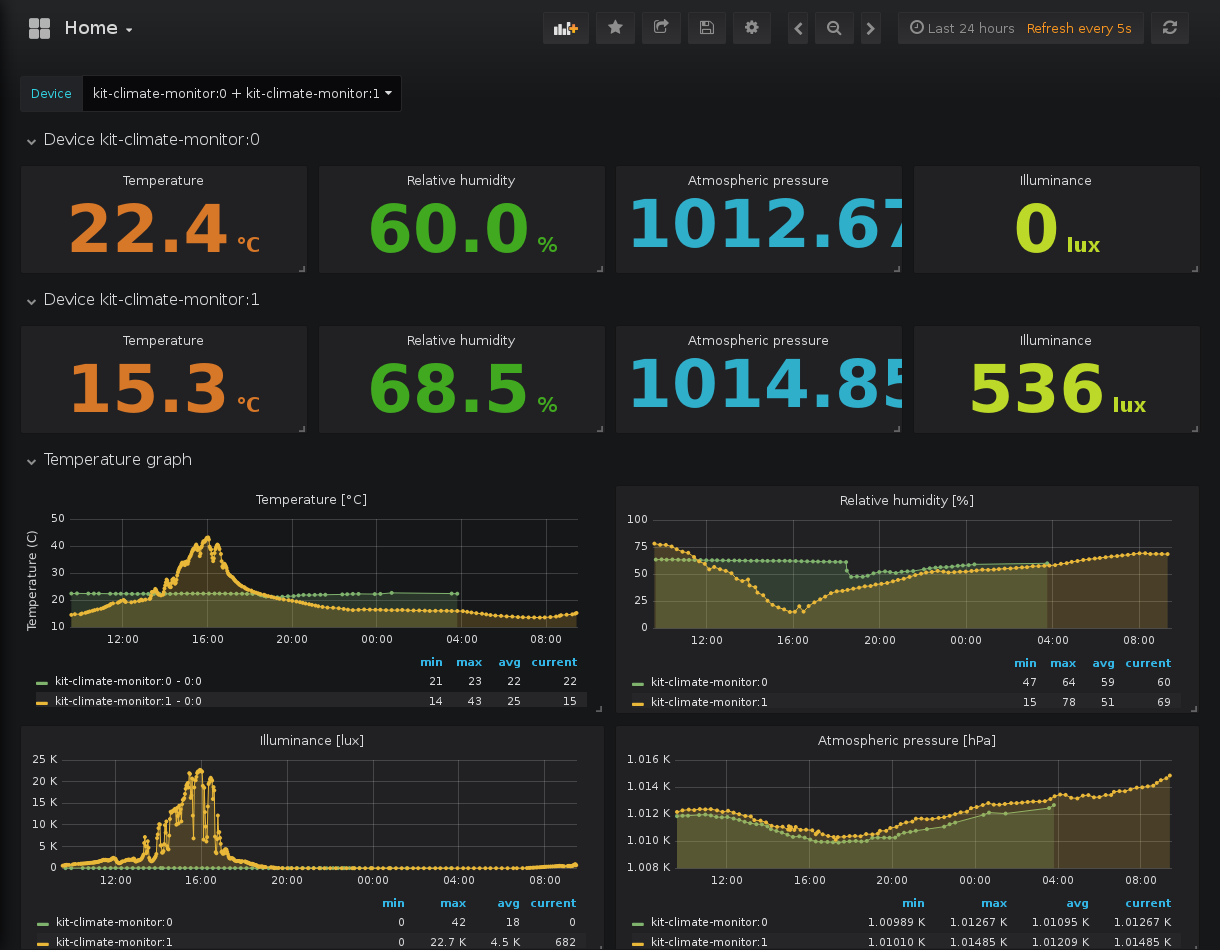 Home
Last 24 hours Refresh every 5s
Device kit-climate-monitor:0 + kit-climate-monitor:1
Device kit-climate-monitor:0
Temperature Relative humidity Atmospheric pressure Illuminance
22.4 °C 60.0 % 1012.67 0 lux
Device kit-climate-monitor:1
Temperature Relative humidity Atmospheric pressure Illuminance
15.3 °C 68.5 % 1014.85 536 lux
Temperature graph
Temperature [°C]
Temperature (C)
50
40
30
20
10
12:00 16:00 20:00 00:00 04:00 08:00
min max avg current
kit-climate-monitor:0 - 0:0 21 23 22 22
kit-climate-monitor:1 - 0:0 14 43 25 15
Relative humidity [%]
100
75
50
25
0
12:00 16:00 20:00 00:00 04:00 08:00
min max avg current
kit-climate-monitor:0 47 64 59 60
kit-climate-monitor:1 15 78 51 69
Illuminance [lux]
25 K
20 K
15 K
10 K
5 K
0
12:00 16:00 20:00 00:00 04:00 08:00
min max avg current
kit-climate-monitor:0 0 42 18 0
kit-climate-monitor:1 0 22.7 K 4.5 K 682
Atmospheric pressure [hPa]
1.016 K
1.014 K
1.012 K
1.010 K
1.008 K
12:00 16:00 20:00 00:00 04:00 08:00
min max avg current
kit-climate-monitor:0 1.00989 K 1.01267 K 1.01095 K 1.01267 K
kit-climate-monitor:1 1.01010 K 1.01485 K 1.01209 K 1.01485 K